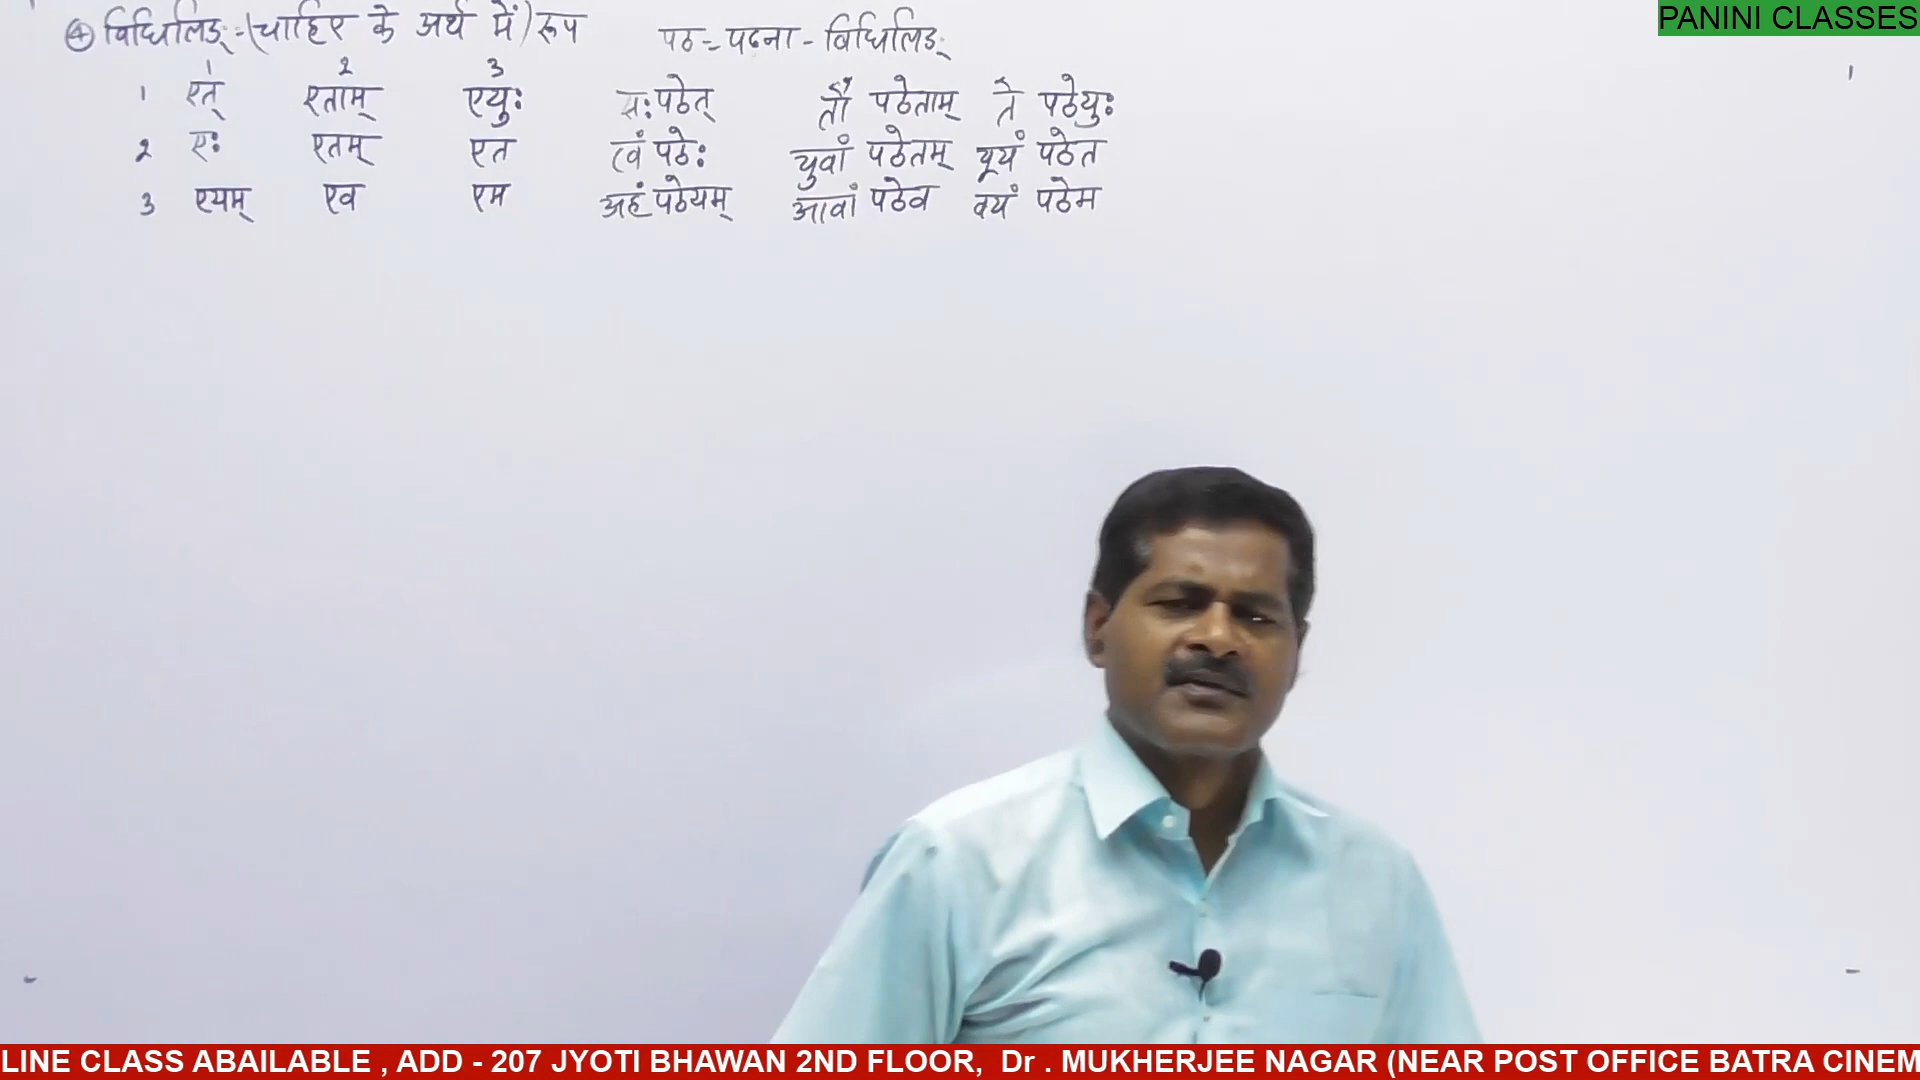 PANINI CLASSES
④ विधिलिङ् - (चाहिए के अर्थ में) रूप पठ = पढना - विधिलिङ्
1 2 3
1 एत् एताम् एयुः सः पठेत् तौ पठेताम् ते पठेयुः
2 एः एतम् एत त्वं पठेः युवां पठेतम् यूयं पठेत
3 एयम् एव एम अहं पठेयम् आवां पठेव वयं पठेम
LINE CLASS ABAILABLE , ADD - 207 JYOTI BHAWAN 2ND FLOOR, Dr . MUKHERJEE NAGAR (NEAR POST OFFICE BATRA CINEM